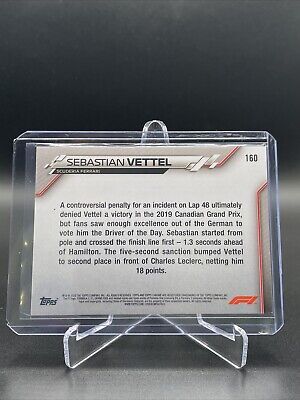 SEBASTIAN VETTEL
SCUDERIA FERRARI
160
A controversial penalty for an incident on Lap 48 ultimately
denied Vettel a victory in the 2019 Canadian Grand Prix,
but fans saw enough excellence out of the German to
vote him the Driver of the Day. Sebastian started from
pole and crossed the finish line first – 1.3 seconds ahead
of Hamilton. The five-second sanction bumped Vettel
to second place in front of Charles Leclerc, netting him
18 points.
TOPPS
F1